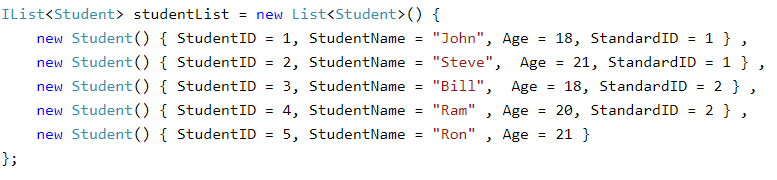 IList<Student> studentList = new List<Student>() {
new Student() { StudentID = 1, StudentName = "John", Age = 18, StandardID = 1 } ,
new Student() { StudentID = 2, StudentName = "Steve",  Age = 21, StandardID = 1 } ,
new Student() { StudentID = 3, StudentName = "Bill",  Age = 18, StandardID = 2 } ,
new Student() { StudentID = 4, StudentName = "Ram" , Age = 20, StandardID = 2 } ,
new Student() { StudentID = 5, StudentName = "Ron" , Age = 21 }
};